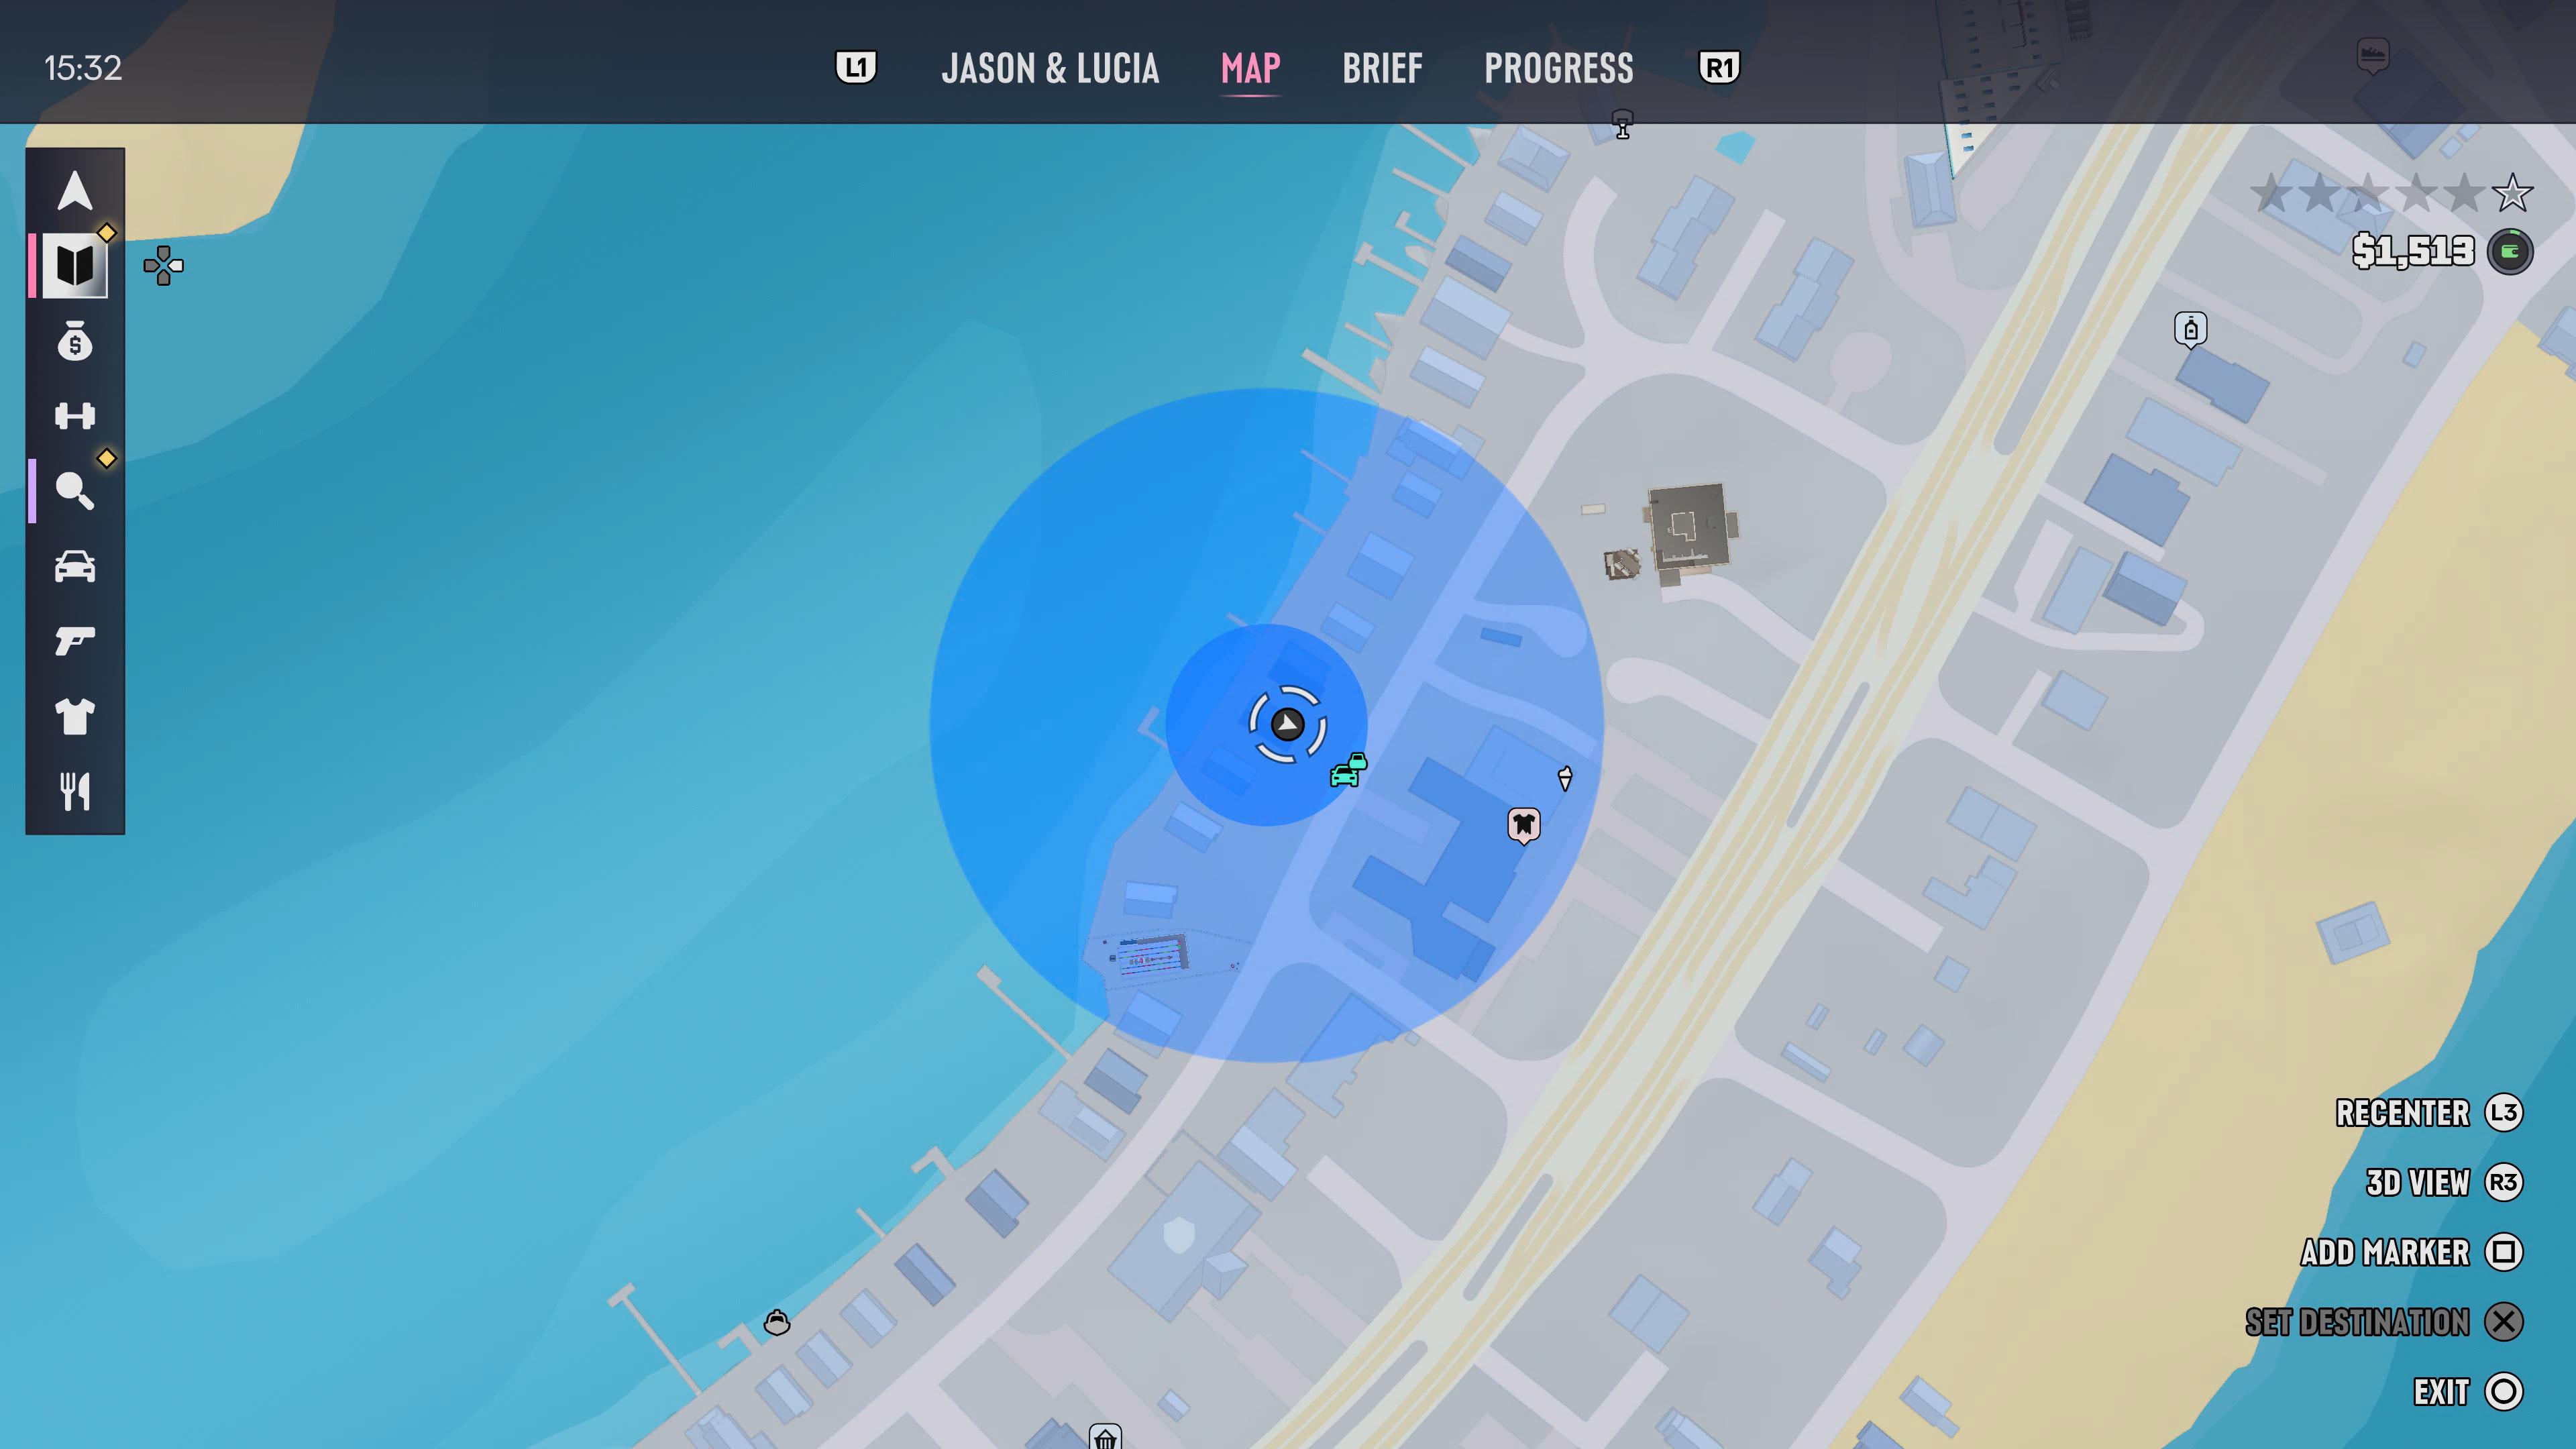 15:32
L1 JASON & LUCIA MAP BRIEF PROGRESS R1
$1,513
RECENTER L3
3D VIEW R3
ADD MARKER
SET DESTINATION
EXIT